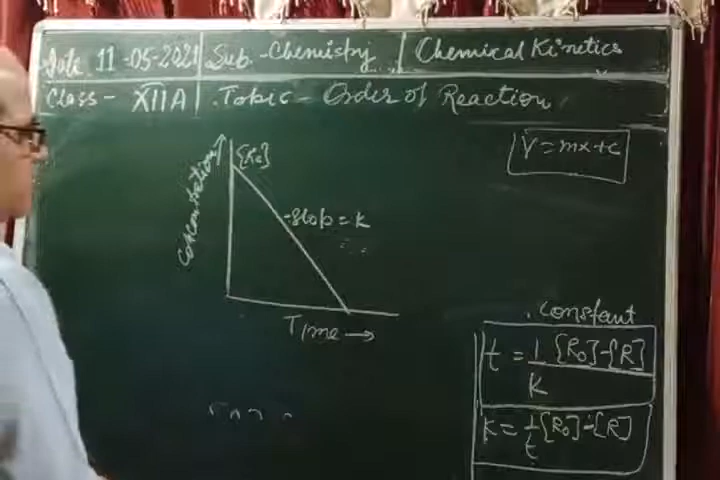 Date 11-05-2021 Sub.-Chemistry Chemical Kinetics
Class- XIIA Tobic- Order of Reaction
V=mx+c
[R₀]
Concentration
-slop=k
Time →
constant
t = 1/K [R₀]-[R]
k = 1/t [R₀]-[R]